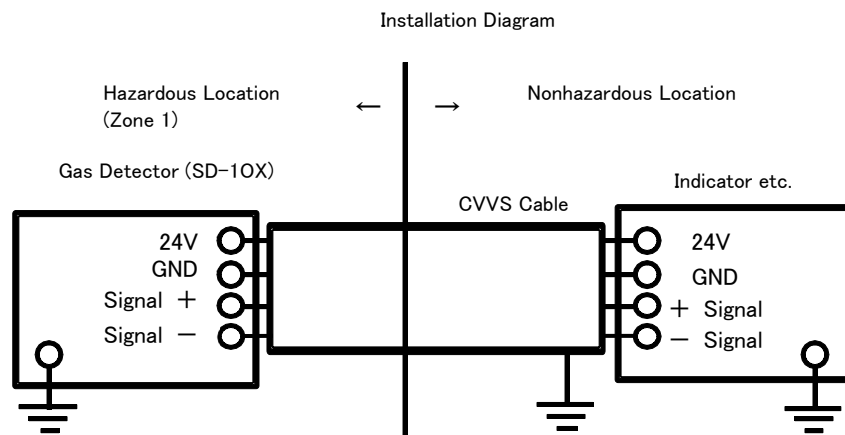 Installation Diagram
Hazardous Location
(Zone 1)
← →
Nonhazardous Location
Gas Detector (SD-1OX)
CVVS Cable
Indicator etc.
24V
GND
Signal +
Signal -
24V
GND
+ Signal
- Signal